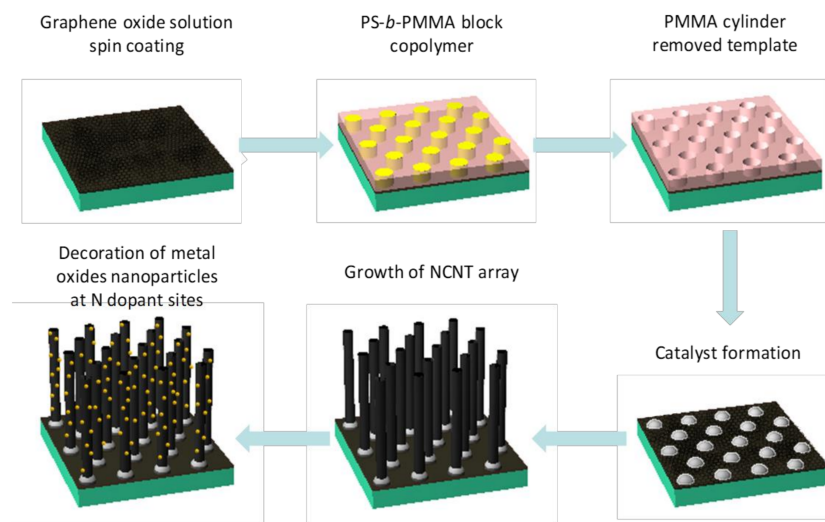 Graphene oxide solution
spin coating
PS-b-PMMA block
copolymer
PMMA cylinder
removed template
Decoration of metal
oxides nanoparticles
at N dopant sites
Growth of NCNT array
Catalyst formation